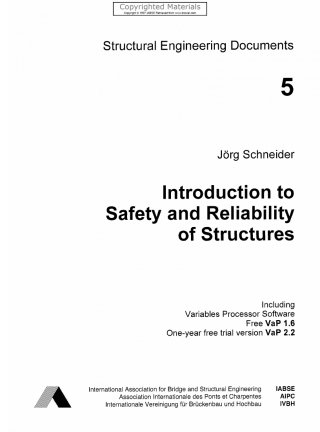 Copyrighted Materials
Structural Engineering Documents
5
Jörg Schneider
Introduction to
Safety and Reliability
of Structures
Including
Variables Processor Software
Free VaP 1.6
One-year free trial version VaP 2.2
International Association for Bridge and Structural Engineering IABSE
Association Internationale des Ponts et Charpentes AIPC
Internationale Vereinigung für Brückenbau und Hochbau IVBH